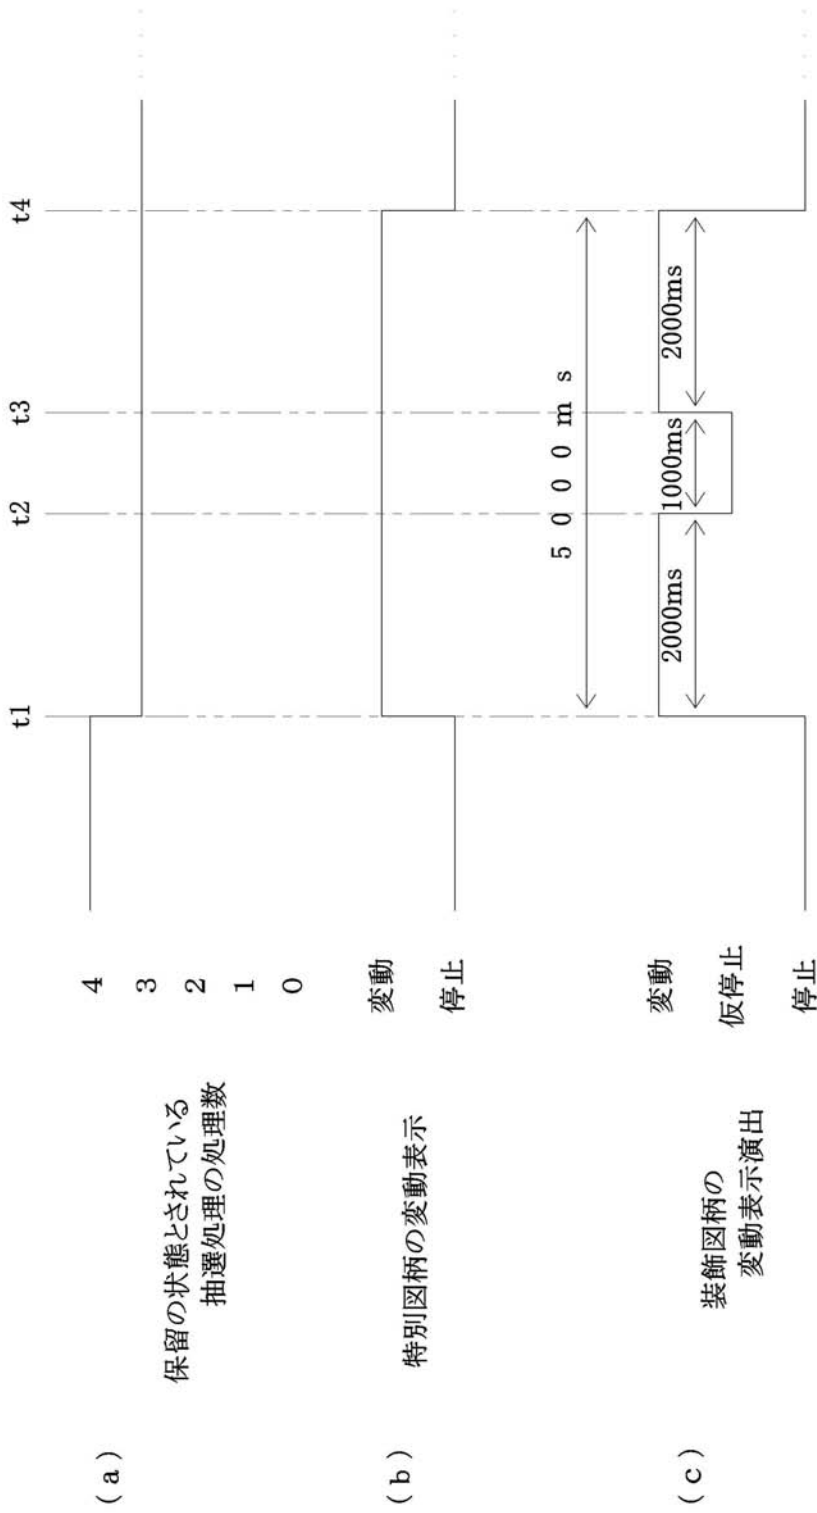 t1 t2 t3 t4
(a)
保留の状態とされている
抽選処理の処理数
4
3
2
1
0
(b)
特別図柄の変動表示
変動
停止
5000ms
(c)
装飾図柄の
変動表示演出
変動
仮停止
停止
2000ms 1000ms 2000ms